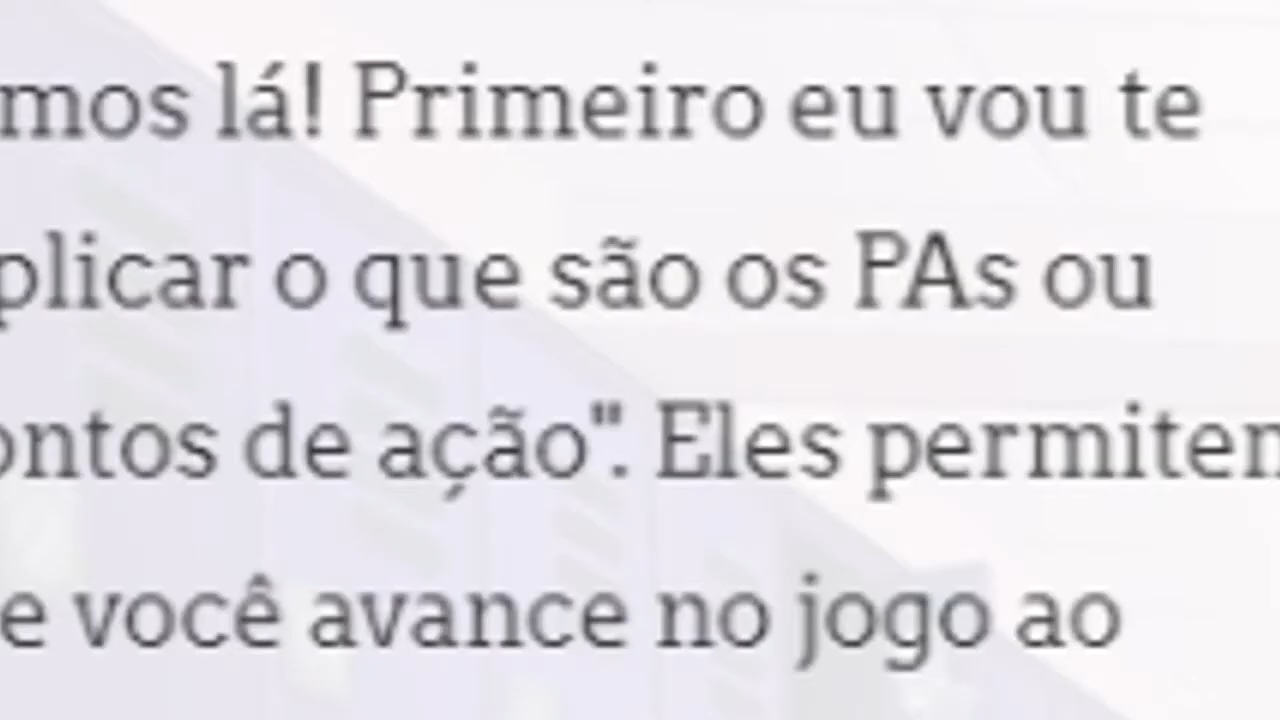 mos lá! Primeiro eu vou te
plicar o que são os PAs ou
ontos de ação". Eles permitem
e você avance no jogo ao